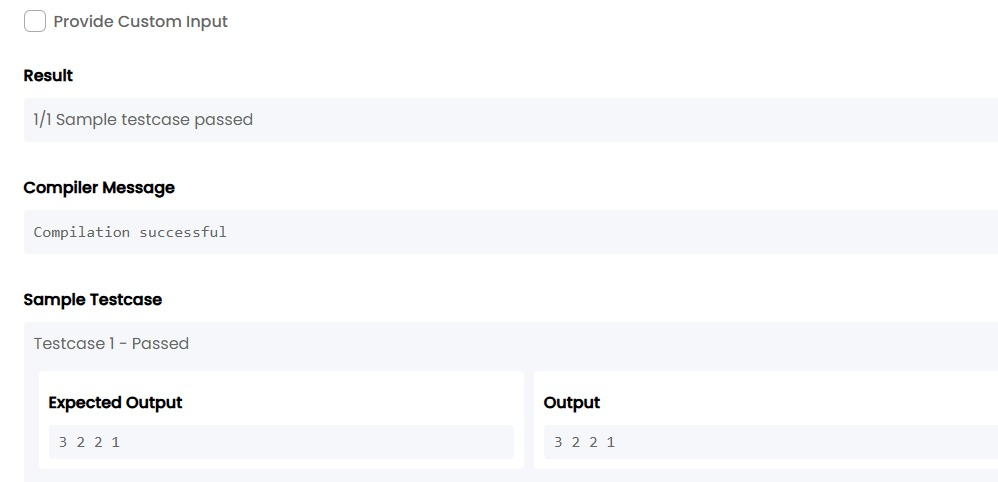 Provide Custom Input
Result
1/1 Sample testcase passed
Compiler Message
Compilation successful
Sample Testcase
Testcase 1 - Passed
Expected Output
3 2 2 1
Output
3 2 2 1